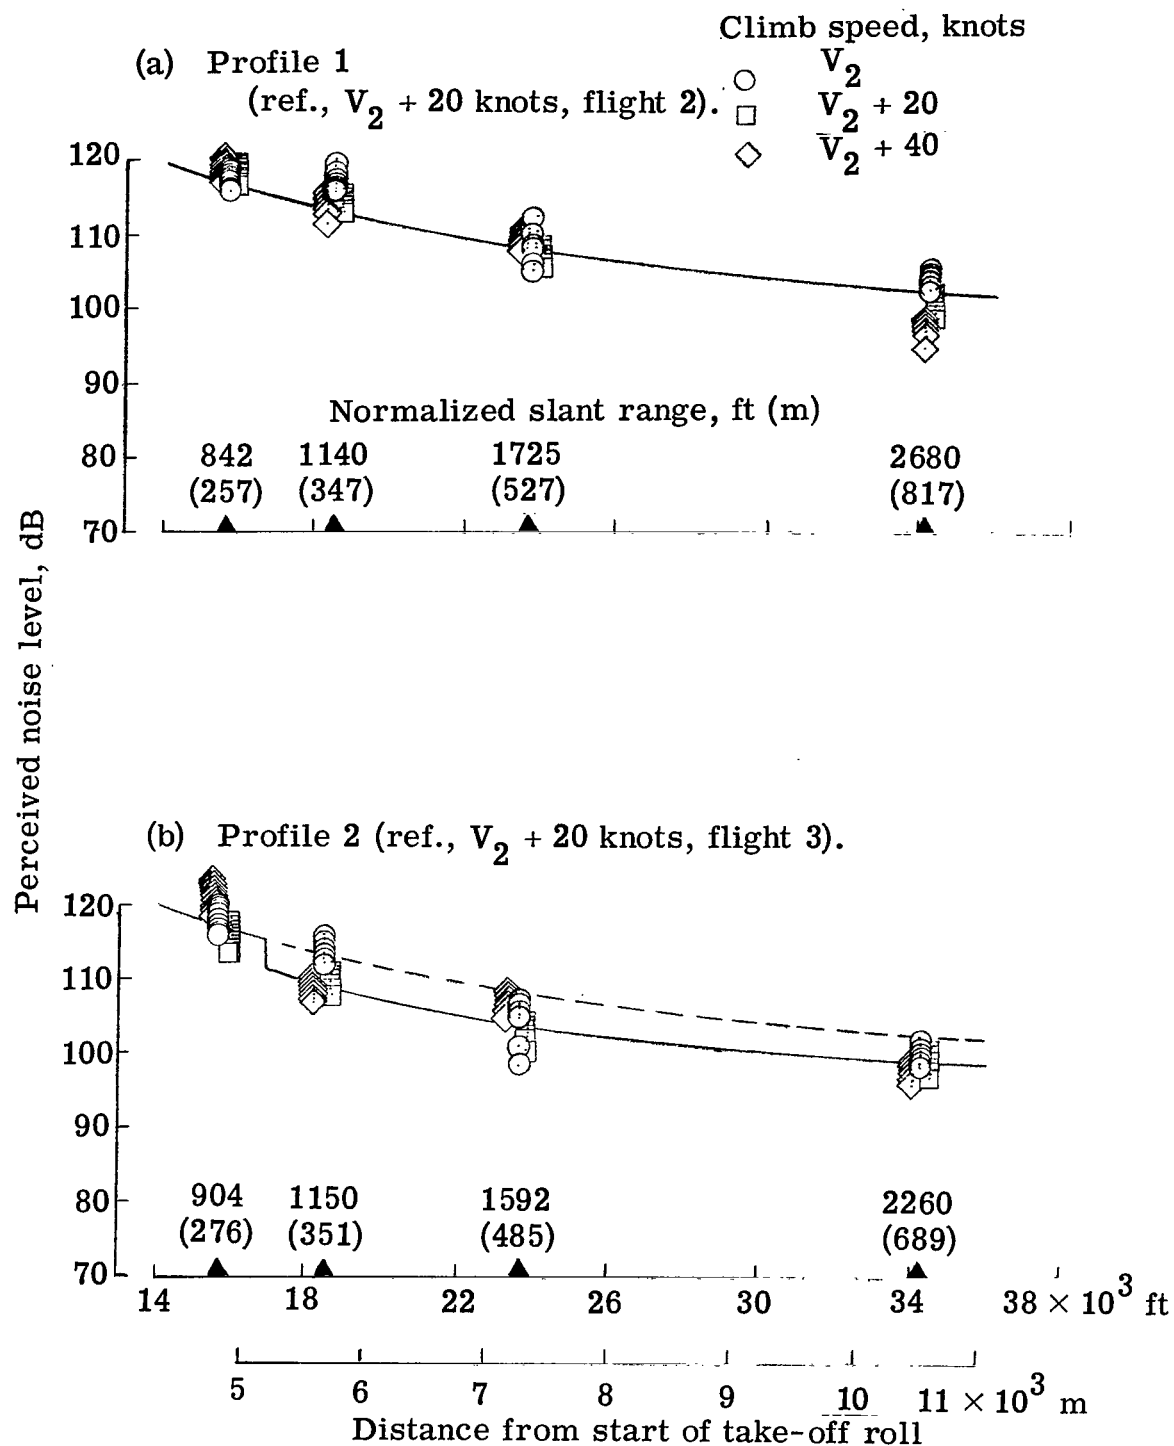 Climb speed, knots
(a) Profile 1
(ref., V2 + 20 knots, flight 2).
V2
V2 + 20
V2 + 40
120
110
100
90
80
70
Normalized slant range, ft (m)
842 1140 1725 2680
(257) (347) (527) (817)
Perceived noise level, dB
(b) Profile 2 (ref., V2 + 20 knots, flight 3).
120
110
100
90
80
70
904 1150 1592 2260
(276) (351) (485) (689)
14 18 22 26 30 34 38 × 10³ ft
5 6 7 8 9 10 11 × 10³ m
Distance from start of take-off roll